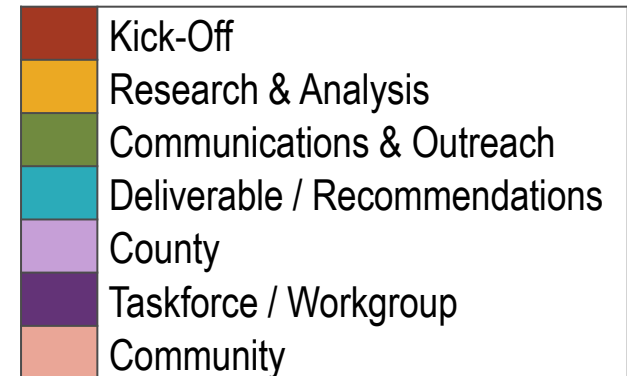 Kick-Off
Research & Analysis
Communications & Outreach
Deliverable / Recommendations
County
Taskforce / Workgroup
Community